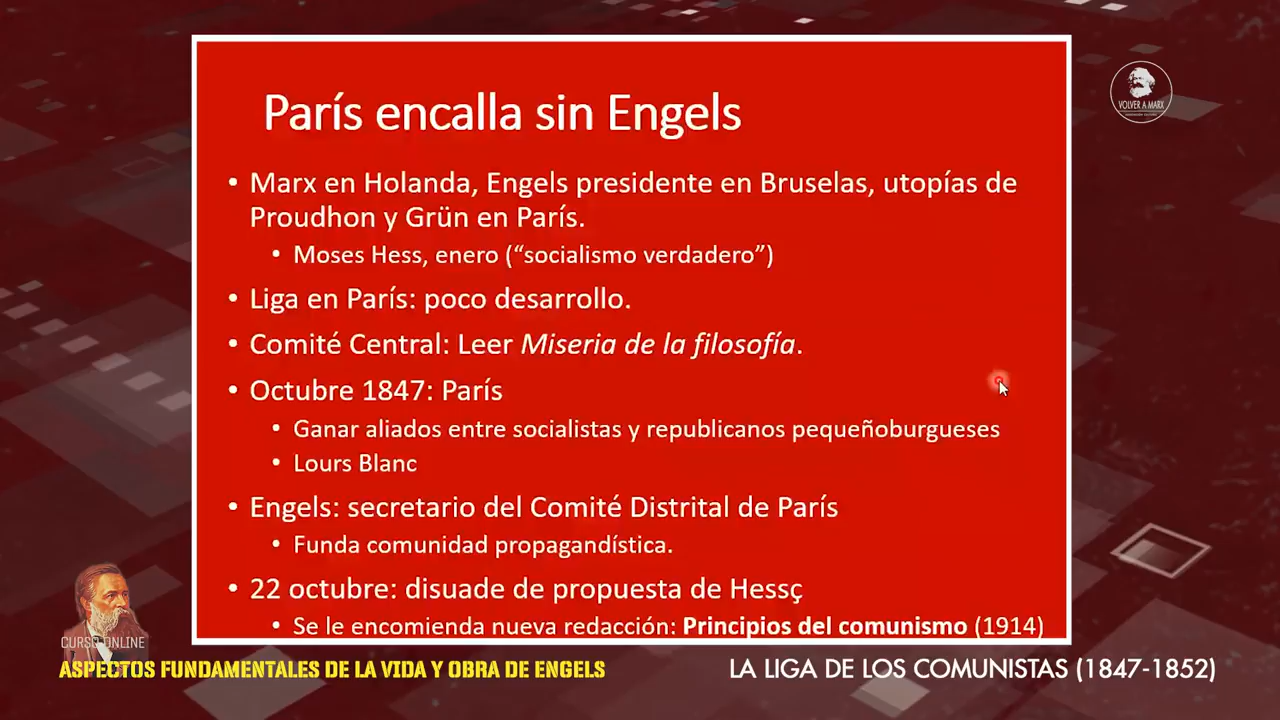 París encalla sin Engels
• Marx en Holanda, Engels presidente en Bruselas, utopías de
Proudhon y Grün en París.
• Moses Hess, enero (“socialismo verdadero”)
• Liga en París: poco desarrollo.
• Comité Central: Leer Miseria de la filosofía.
• Octubre 1847: París
• Ganar aliados entre socialistas y republicanos pequeñoburgueses
• Lours Blanc
• Engels: secretario del Comité Distrital de París
• Funda comunidad propagandística.
• 22 octubre: disuade de propuesta de Hessç
• Se le encomienda nueva redacción: Principios del comunismo (1914)
VOLVER A MARX
CURSO ONLINE
ASPECTOS FUNDAMENTALES DE LA VIDA Y OBRA DE ENGELS
LA LIGA DE LOS COMUNISTAS (1847-1852)